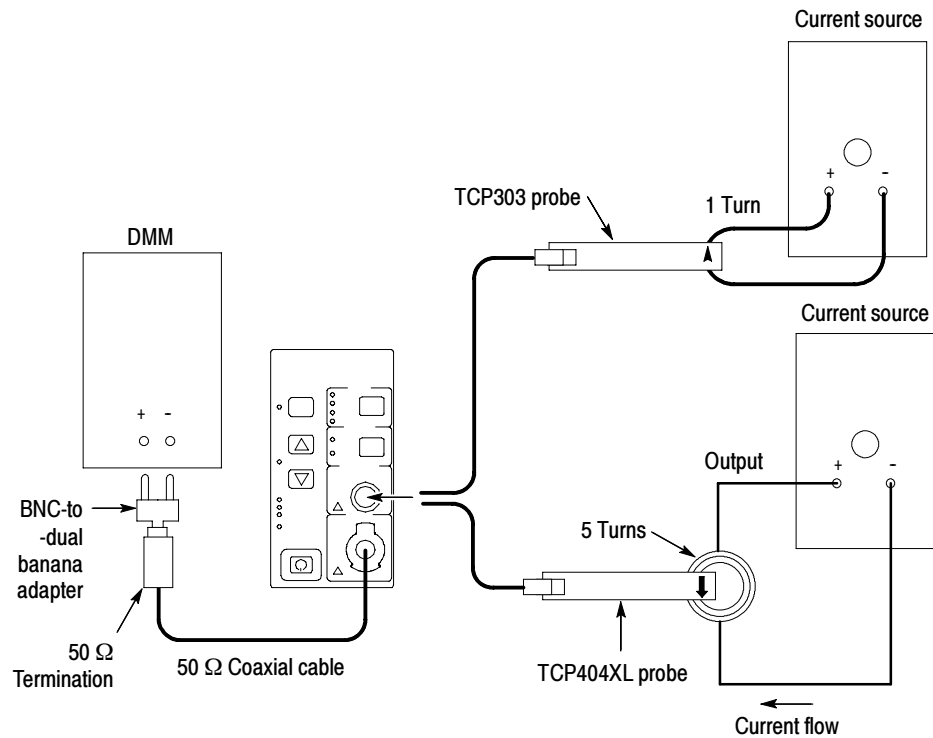 Current source
+ -
TCP303 probe
1 Turn
DMM
+ -
Current source
+ -
Output
5 Turns
BNC-to
-dual
banana
adapter
50 Ω
Termination
50 Ω Coaxial cable
TCP404XL probe
Current flow